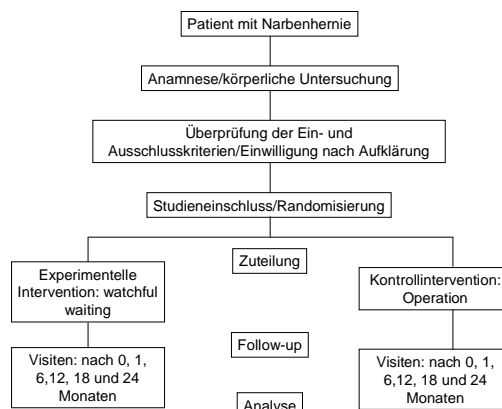 Patient mit Narbenhernie
Anamnese/körperliche Untersuchung
Überprüfung der Ein- und
Ausschlusskriterien/Einwilligung nach Aufklärung
Studieneinschluss/Randomisierung
Zuteilung
Experimentelle
Intervention: watchful
waiting
Kontrollintervention:
Operation
Follow-up
Visiten: nach 0, 1,
6,12, 18 und 24
Monaten
Visiten: nach 0, 1,
6,12, 18 und 24
Monaten
Analyse